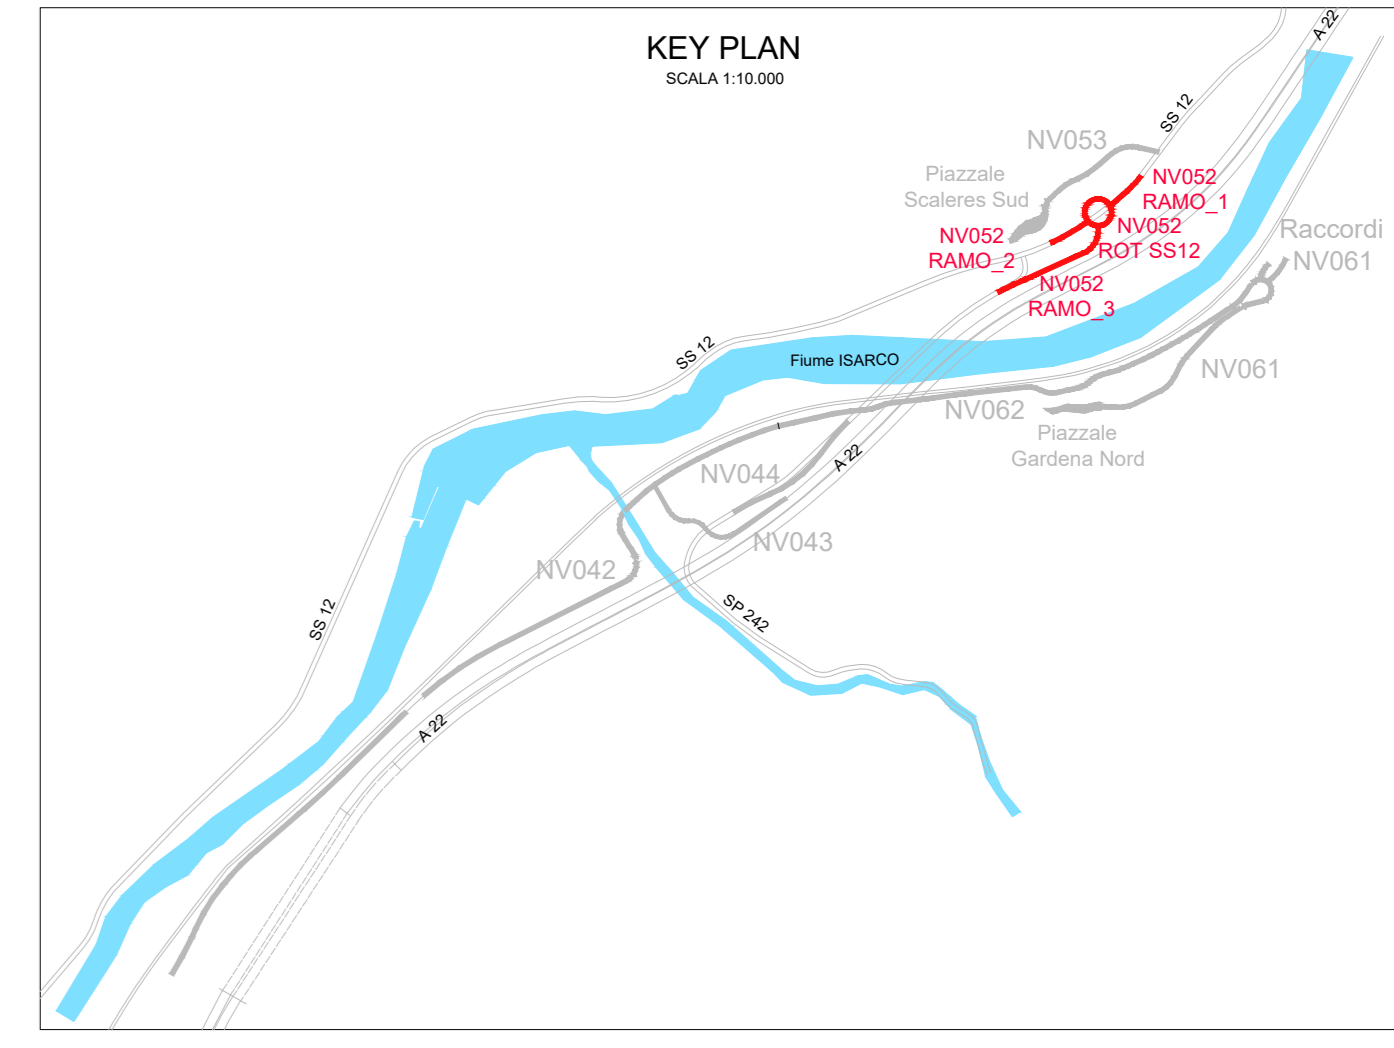 KEY PLAN
SCALA 1:10.000
A 22
SS 12
NV053
Piazzale
Scaleres Sud
NV052
RAMO_1
NV052
ROT SS12
NV052
RAMO_2
NV052
RAMO_3
Raccordi
NV061
SS 12
Fiume ISARCO
NV061
NV062
Piazzale
Gardena Nord
NV044
A 22
NV043
NV042
SS 12
SP 242
A 22